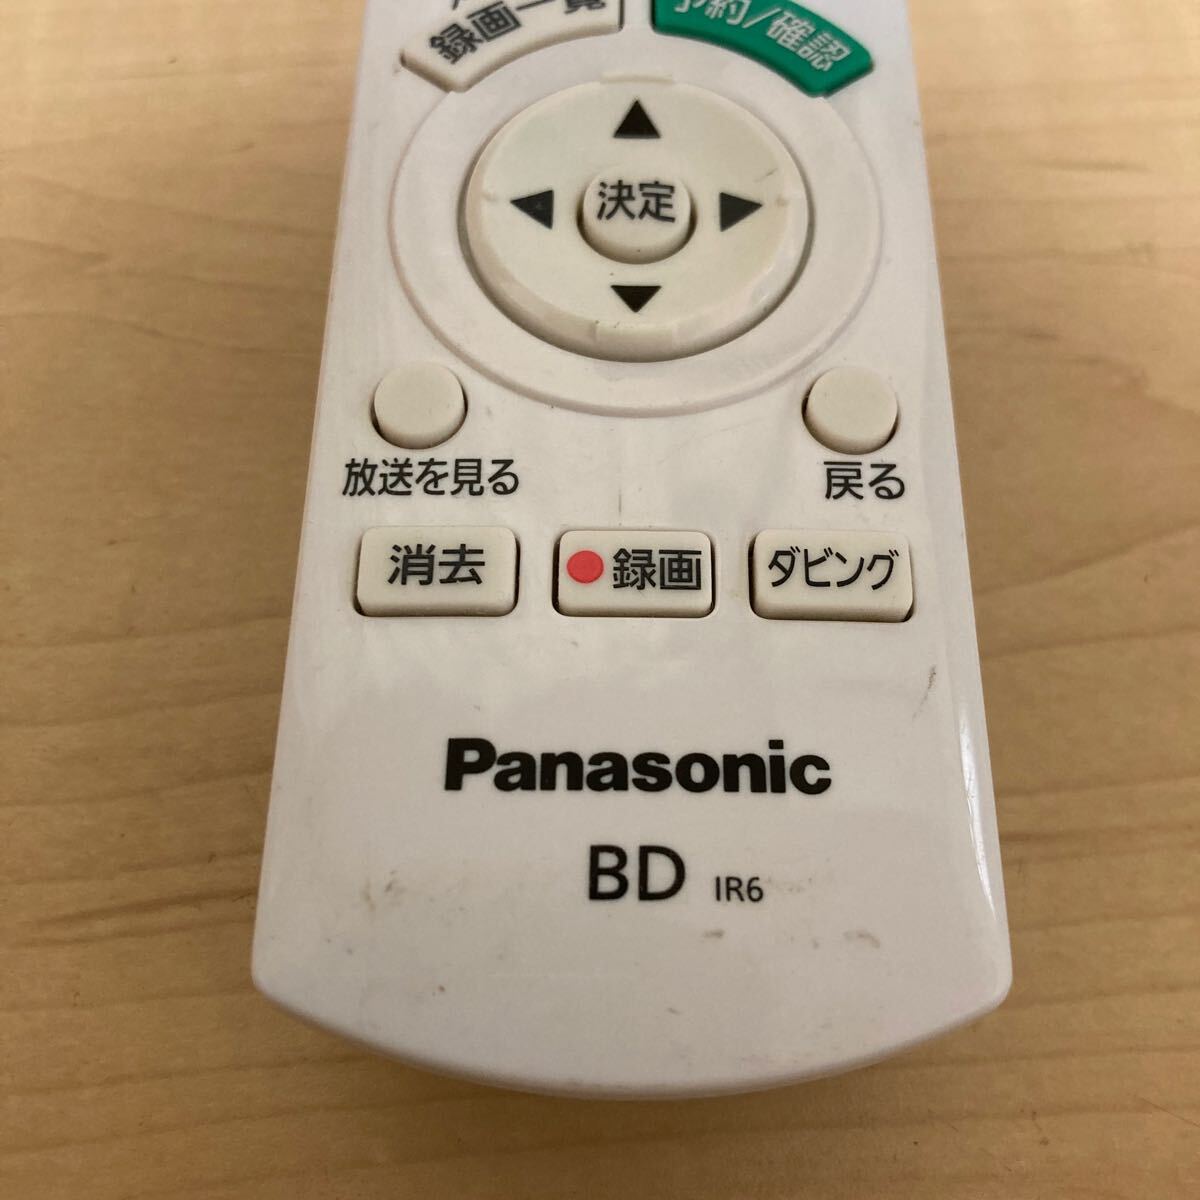 録画一覧
予約/確認
決定
放送を見る
戻る
消去
録画
ダビング
Panasonic
BD IR6